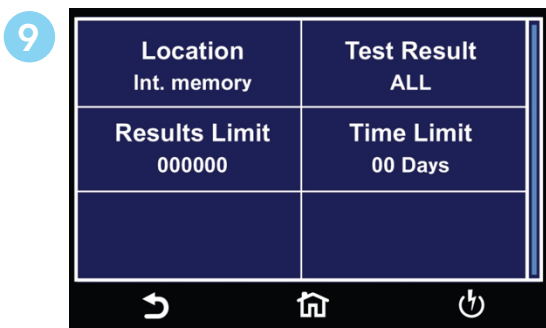 9
Location
Int. memory
Test Result
ALL
Results Limit
000000
Time Limit
00 Days